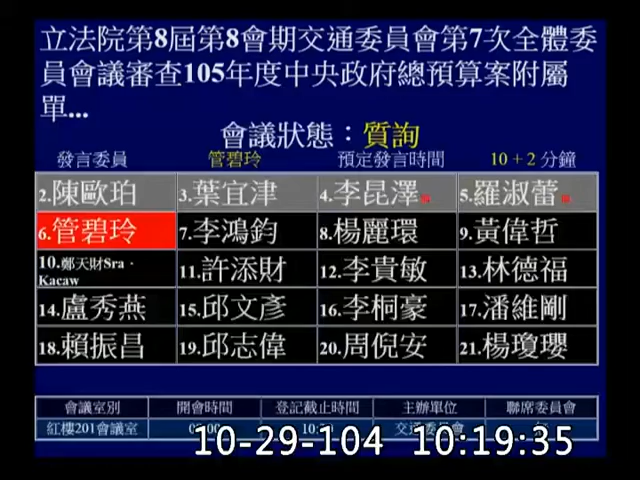 立法院第8屆第8會期交通委員會第7次全體委
員會議審查105年度中央政府總預算案附屬
單...
會議狀態：質詢
發言委員 管碧玲 預定發言時間 10 + 2 分鐘
2.陳歐珀 3.葉宜津 4.李昆澤 5.羅淑蕾
6.管碧玲 7.李鴻鈞 8.楊麗環 9.黃偉哲
10.鄭天財Sra．
Kacaw 11.許添財 12.李貴敏 13.林德福
14.盧秀燕 15.邱文彥 16.李桐豪 17.潘維剛
18.賴振昌 19.邱志偉 20.周倪安 21.楊瓊瓔
會議室別 開會時間 登記截止時間 主辦單位 聯席委員會
紅樓201會議室 交通委員會
10-29-104 10:19:35